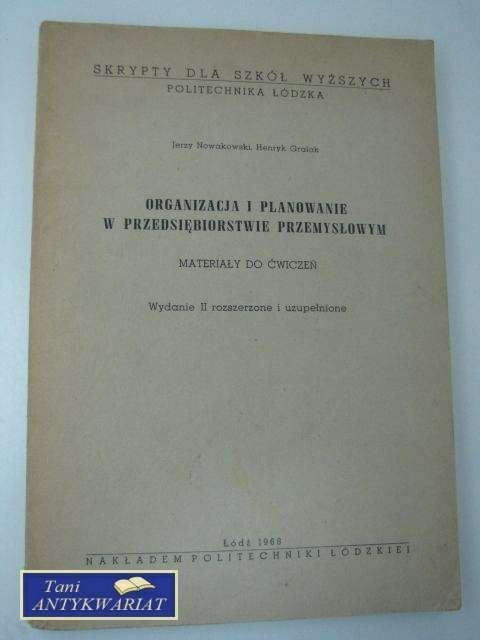 SKRYPTY DLA SZKÓŁ WYŻSZYCH
POLITECHNIKA ŁÓDZKA
Jerzy Nowakowski, Henryk Gralak
ORGANIZACJA I PLANOWANIE
W PRZEDSIĘBIORSTWIE PRZEMYSŁOWYM
MATERIAŁY DO ĆWICZEŃ
Wydanie II rozszerzone i uzupełnione
Łódź 1968
NAKŁADEM POLITECHNIKI ŁÓDZKIEJ
Tani
ANTYKWARIAT